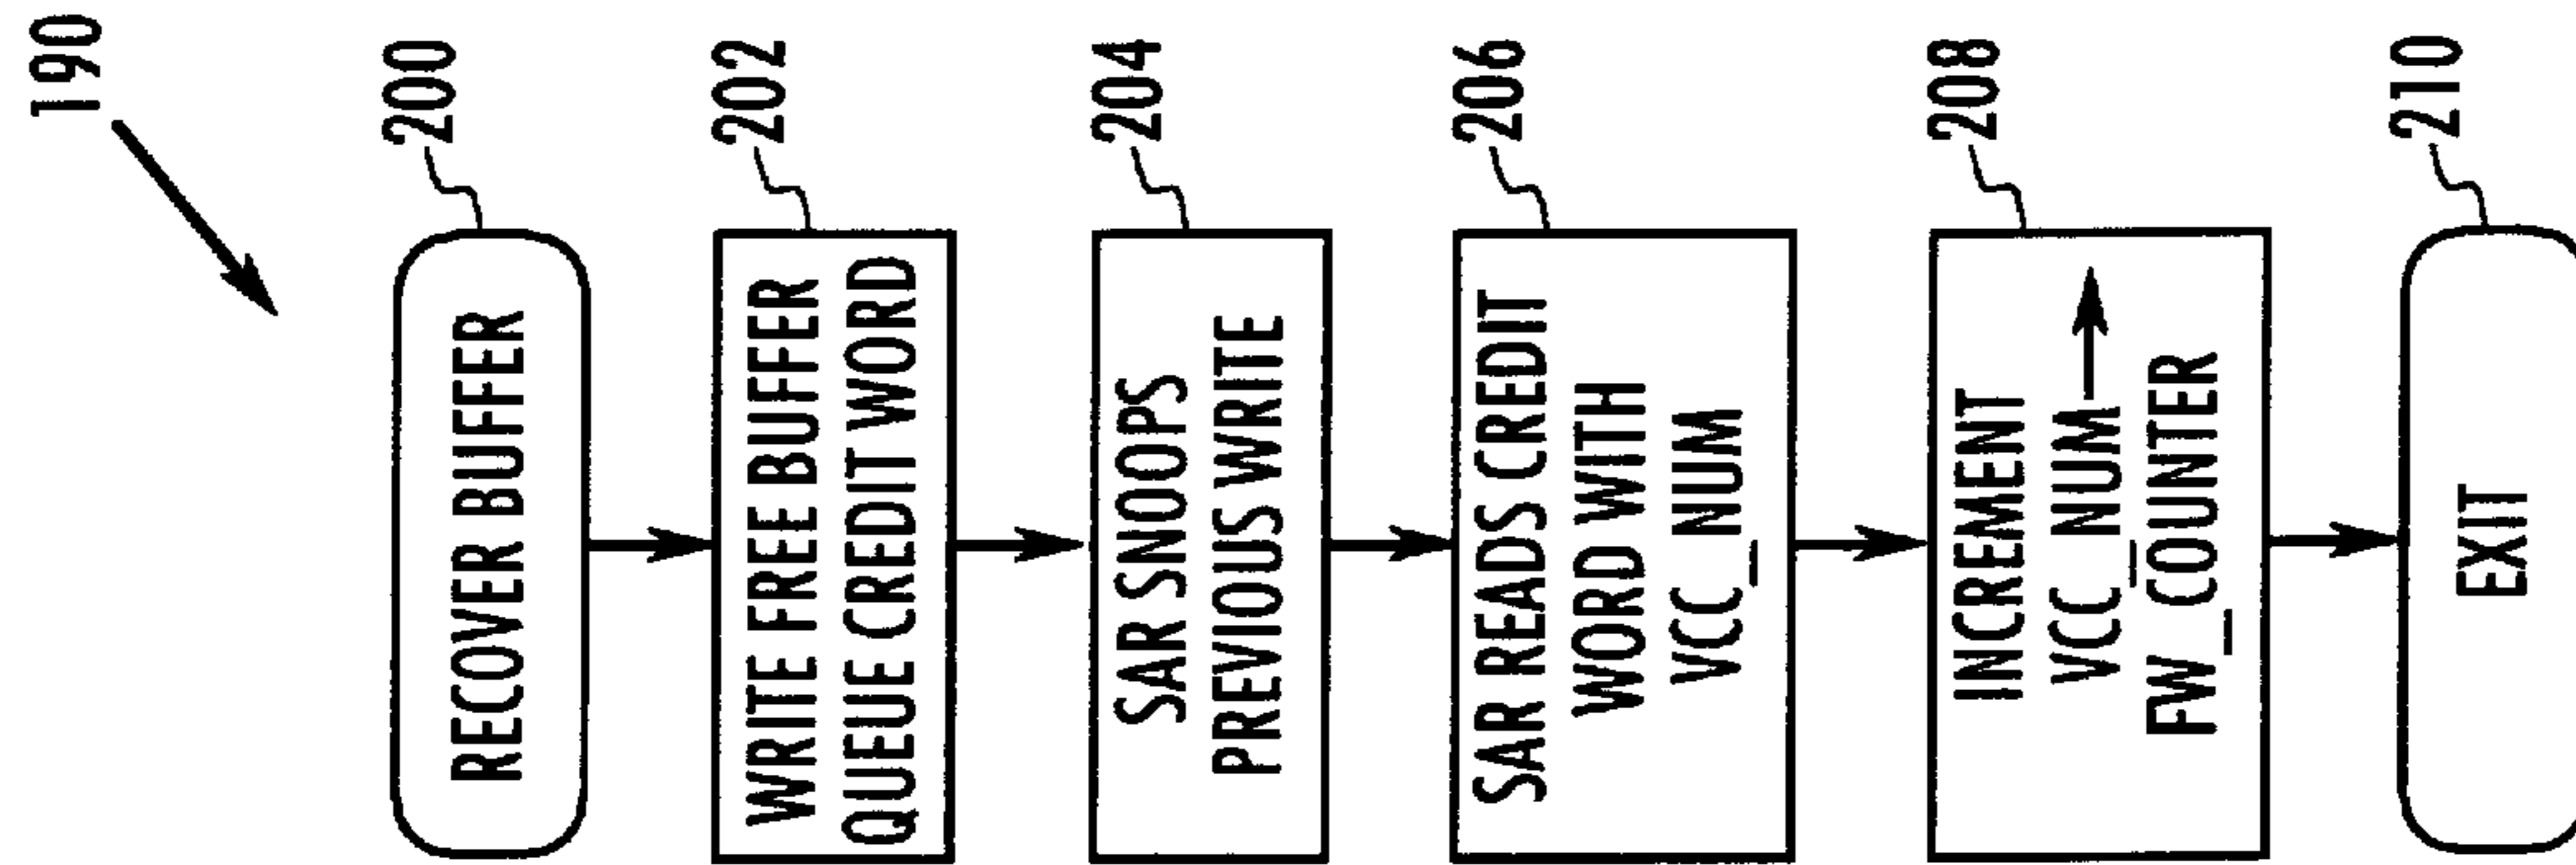 190
200
RECOVER BUFFER
202
WRITE FREE BUFFER
QUEUE CREDIT WORD
204
SAR SNOOPS
PREVIOUS WRITE
206
SAR READS CREDIT
WORD WITH
VCC_NUM
208
INCREMENT
VCC_NUM→
FW_COUNTER
210
EXIT